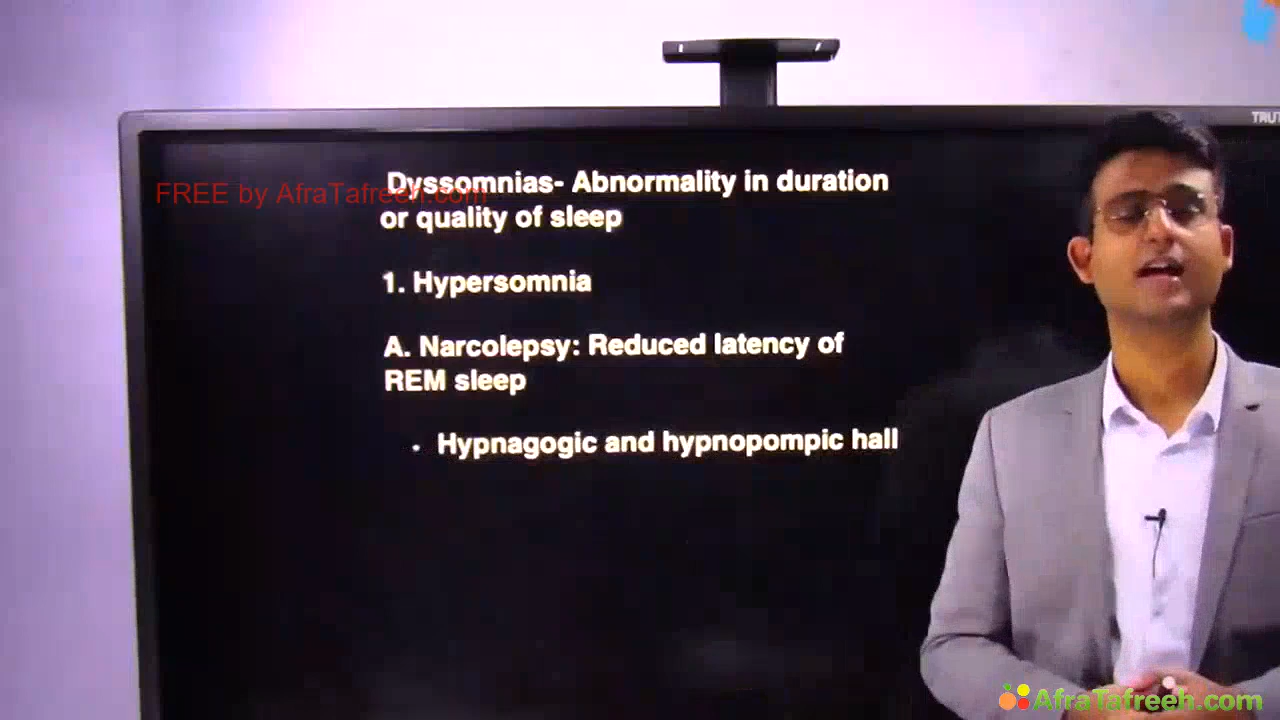 TRUT
Dyssomnias- Abnormality in duration
FREE by AfraTafreeh.com
or quality of sleep
1. Hypersomnia
A. Narcolepsy: Reduced latency of
REM sleep
• Hypnagogic and hypnopompic hall
AfraTafreeh.com